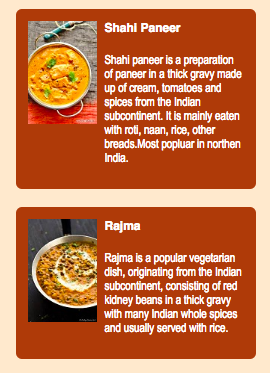 Shahi Paneer
Shahi paneer is a preparation
of paneer in a thick gravy made
up of cream, tomatoes and
spices from the Indian
subcontinent. It is mainly eaten
with roti, naan, rice, other
breads.Most popluar in northen
India.
Rajma
Rajma is a popular vegetarian
dish, originating from the Indian
subcontinent, consisting of red
kidney beans in a thick gravy
with many Indian whole spices
and usually served with rice.